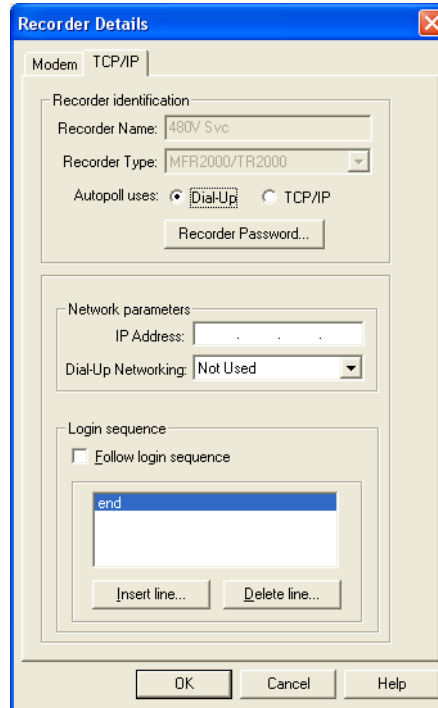 Recorder Details
Modem TCP/IP
Recorder identification
Recorder Name: 480V Svc
Recorder Type: MFR2000/TR2000
Autopoll uses: Dial-Up TCP/IP
Recorder Password...
Network parameters
IP Address: . . .
Dial-Up Networking: Not Used
Login sequence
Follow login sequence
end
Insert line... Delete line...
OK Cancel Help